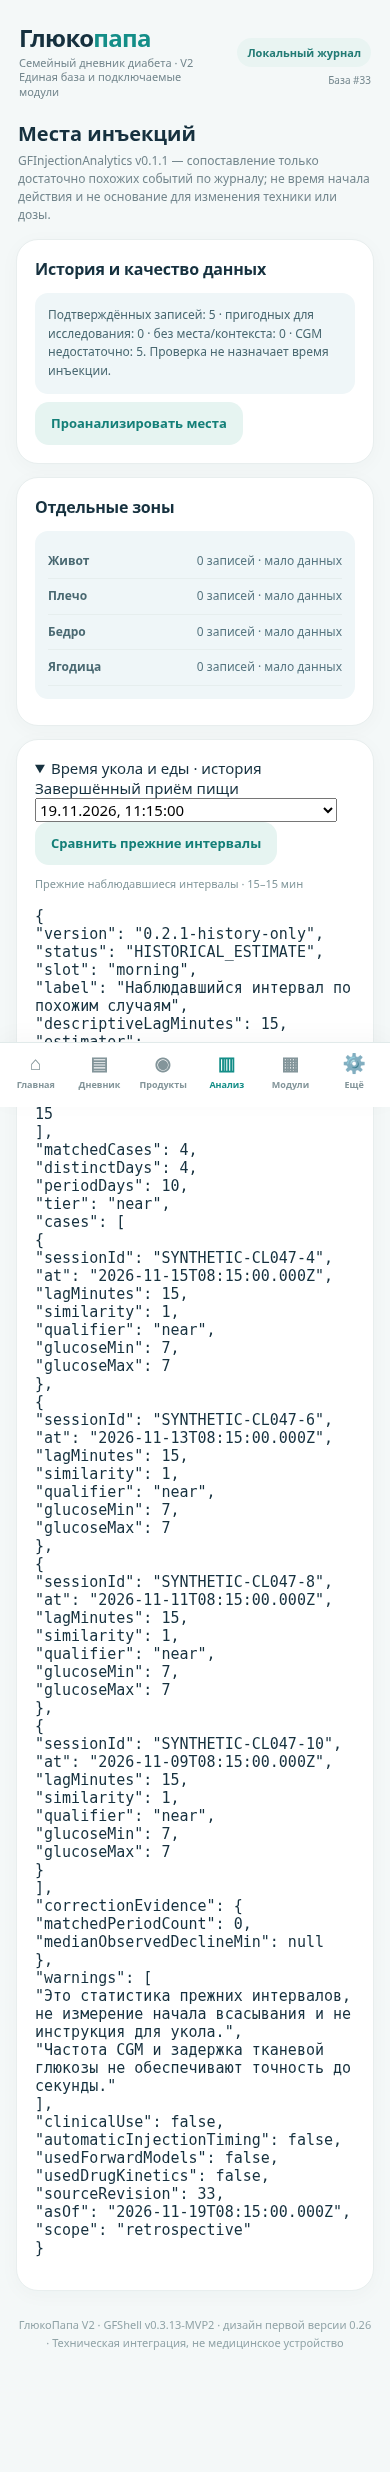 Глюкопапа
Семейный дневник диабета · V2
Единая база и подключаемые
модули
Локальный журнал
База #33
Места инъекций
GFInjectionAnalytics v0.1.1 — сопоставление только
достаточно похожих событий по журналу; не время начала
действия и не основание для изменения техники или
дозы.
История и качество данных
Подтверждённых записей: 5 · пригодных для
исследования: 0 · без места/контекста: 0 · CGM
недостаточно: 5. Проверка не назначает время
инъекции.
Проанализировать места
Отдельные зоны
Живот 0 записей · мало данных
Плечо 0 записей · мало данных
Бедро 0 записей · мало данных
Ягодица 0 записей · мало данных
▼ Время укола и еды · история
Завершённый приём пищи
19.11.2026, 11:15:00
Сравнить прежние интервалы
Прежние наблюдавшиеся интервалы · 15–15 мин
{
"version": "0.2.1-history-only",
"status": "HISTORICAL_ESTIMATE",
"slot": "morning",
"label": "Наблюдавшийся интервал по
похожим случаям",
"descriptiveLagMinutes": 15,
"estimator":
Главная Дневник Продукты Анализ Модули Ещё
15
],
"matchedCases": 4,
"distinctDays": 4,
"periodDays": 10,
"tier": "near",
"cases": [
{
"sessionId": "SYNTHETIC-CL047-4",
"at": "2026-11-15T08:15:00.000Z",
"lagMinutes": 15,
"similarity": 1,
"qualifier": "near",
"glucoseMin": 7,
"glucoseMax": 7
},
{
"sessionId": "SYNTHETIC-CL047-6",
"at": "2026-11-13T08:15:00.000Z",
"lagMinutes": 15,
"similarity": 1,
"qualifier": "near",
"glucoseMin": 7,
"glucoseMax": 7
},
{
"sessionId": "SYNTHETIC-CL047-8",
"at": "2026-11-11T08:15:00.000Z",
"lagMinutes": 15,
"similarity": 1,
"qualifier": "near",
"glucoseMin": 7,
"glucoseMax": 7
},
{
"sessionId": "SYNTHETIC-CL047-10",
"at": "2026-11-09T08:15:00.000Z",
"lagMinutes": 15,
"similarity": 1,
"qualifier": "near",
"glucoseMin": 7,
"glucoseMax": 7
}
],
"correctionEvidence": {
"matchedPeriodCount": 0,
"medianObservedDeclineMin": null
},
"warnings": [
"Это статистика прежних интервалов,
не измерение начала всасывания и не
инструкция для укола.",
"Частота CGM и задержка тканевой
глюкозы не обеспечивают точность до
секунды."
],
"clinicalUse": false,
"automaticInjectionTiming": false,
"usedForwardModels": false,
"usedDrugKinetics": false,
"sourceRevision": 33,
"asOf": "2026-11-19T08:15:00.000Z",
"scope": "retrospective"
}
ГлюкоПапа V2 · GFShell v0.3.13-MVP2 · дизайн первой версии 0.26
· Техническая интеграция, не медицинское устройство